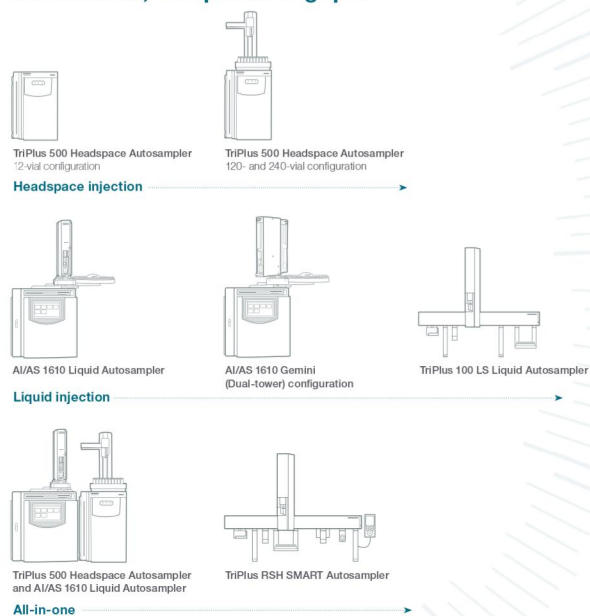 TriPlus 500 Headspace Autosampler
12-vial configuration
TriPlus 500 Headspace Autosampler
120- and 240-vial configuration
Headspace injection
AI/AS 1610 Liquid Autosampler
AI/AS 1610 Gemini
(Dual-tower) configuration
TriPlus 100 LS Liquid Autosampler
Liquid injection
TriPlus 500 Headspace Autosampler
and AI/AS 1610 Liquid Autosampler
TriPlus RSH SMART Autosampler
All-in-one